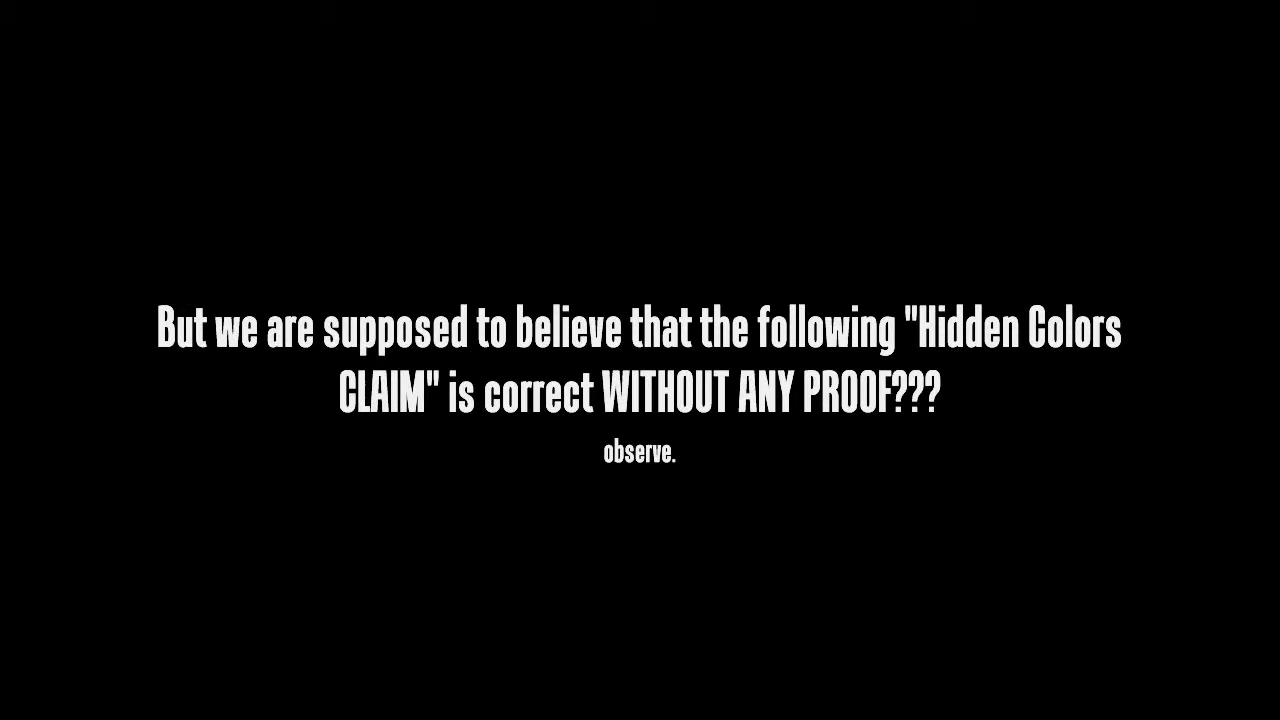 But we are supposed to believe that the following "Hidden Colors
CLAIM" is correct WITHOUT ANY PROOF???
observe.